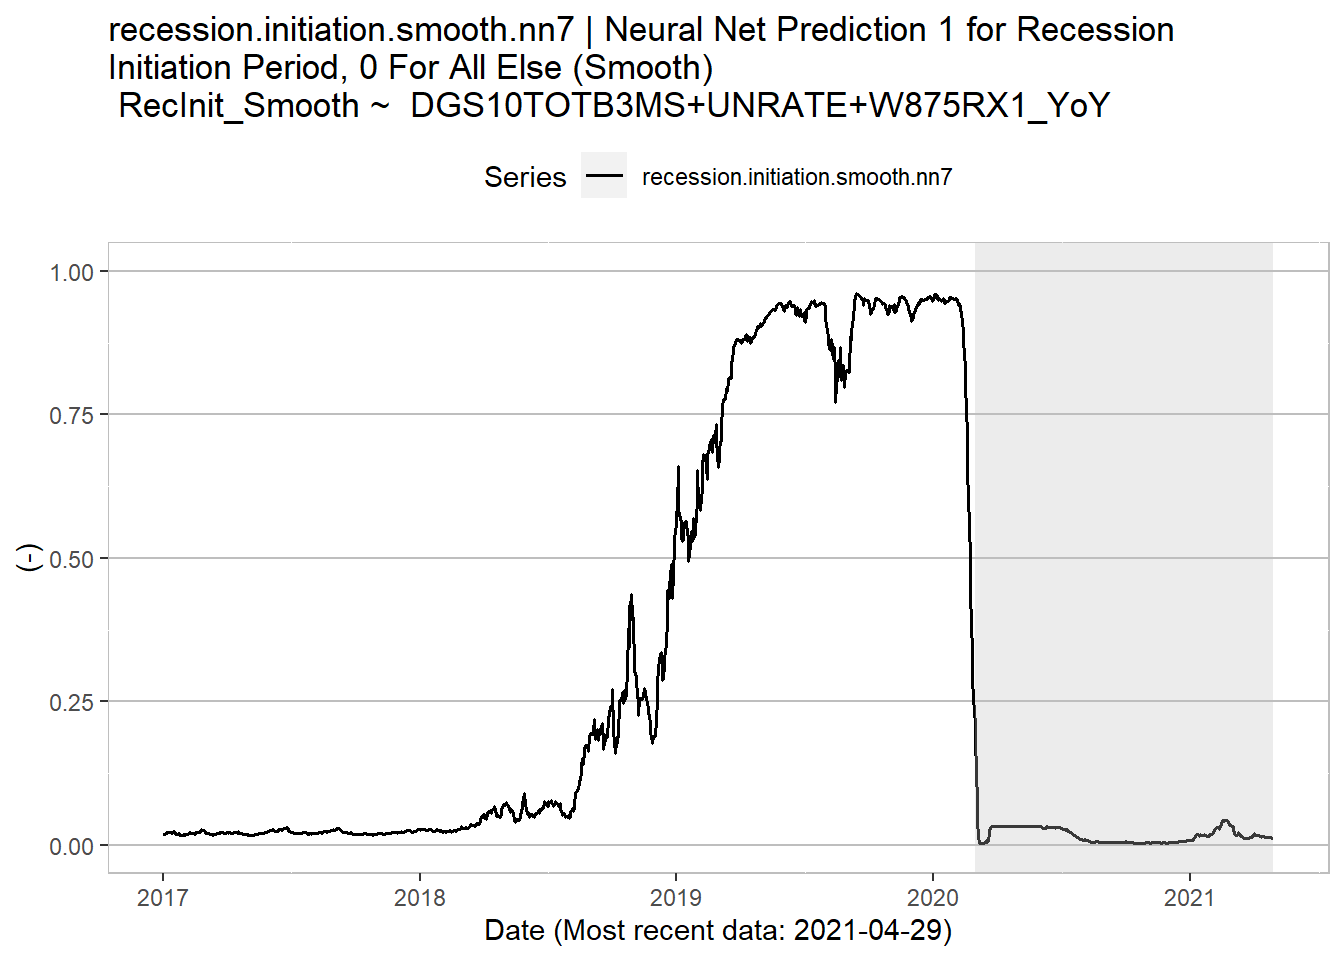 recession.initiation.smooth.nn7 | Neural Net Prediction 1 for Recession
Initiation Period, 0 For All Else (Smooth)
RecInit_Smooth ~  DGS10TOTB3MS+UNRATE+W875RX1_YoY
Series recession.initiation.smooth.nn7
(-)
1.00
0.75
0.50
0.25
0.00
2017 2018 2019 2020 2021
Date (Most recent data: 2021-04-29)